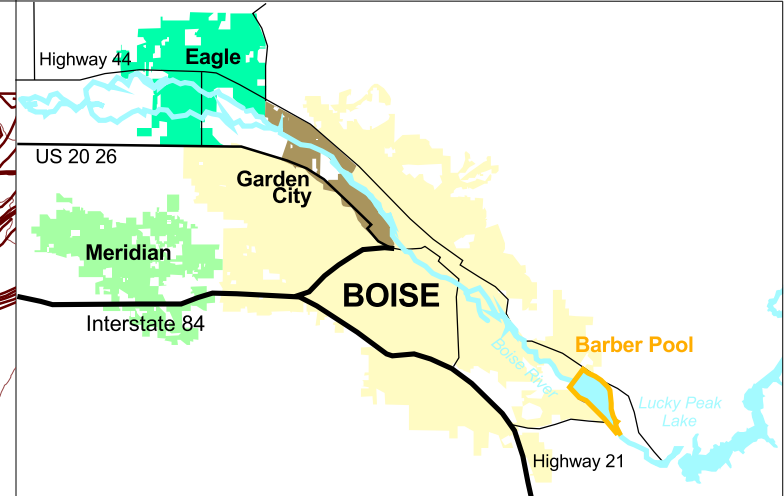 Highway 44
Eagle
US 20 26
Garden
City
Meridian
BOISE
Interstate 84
Barber Pool
Boise River
Lucky Peak
Lake
Highway 21